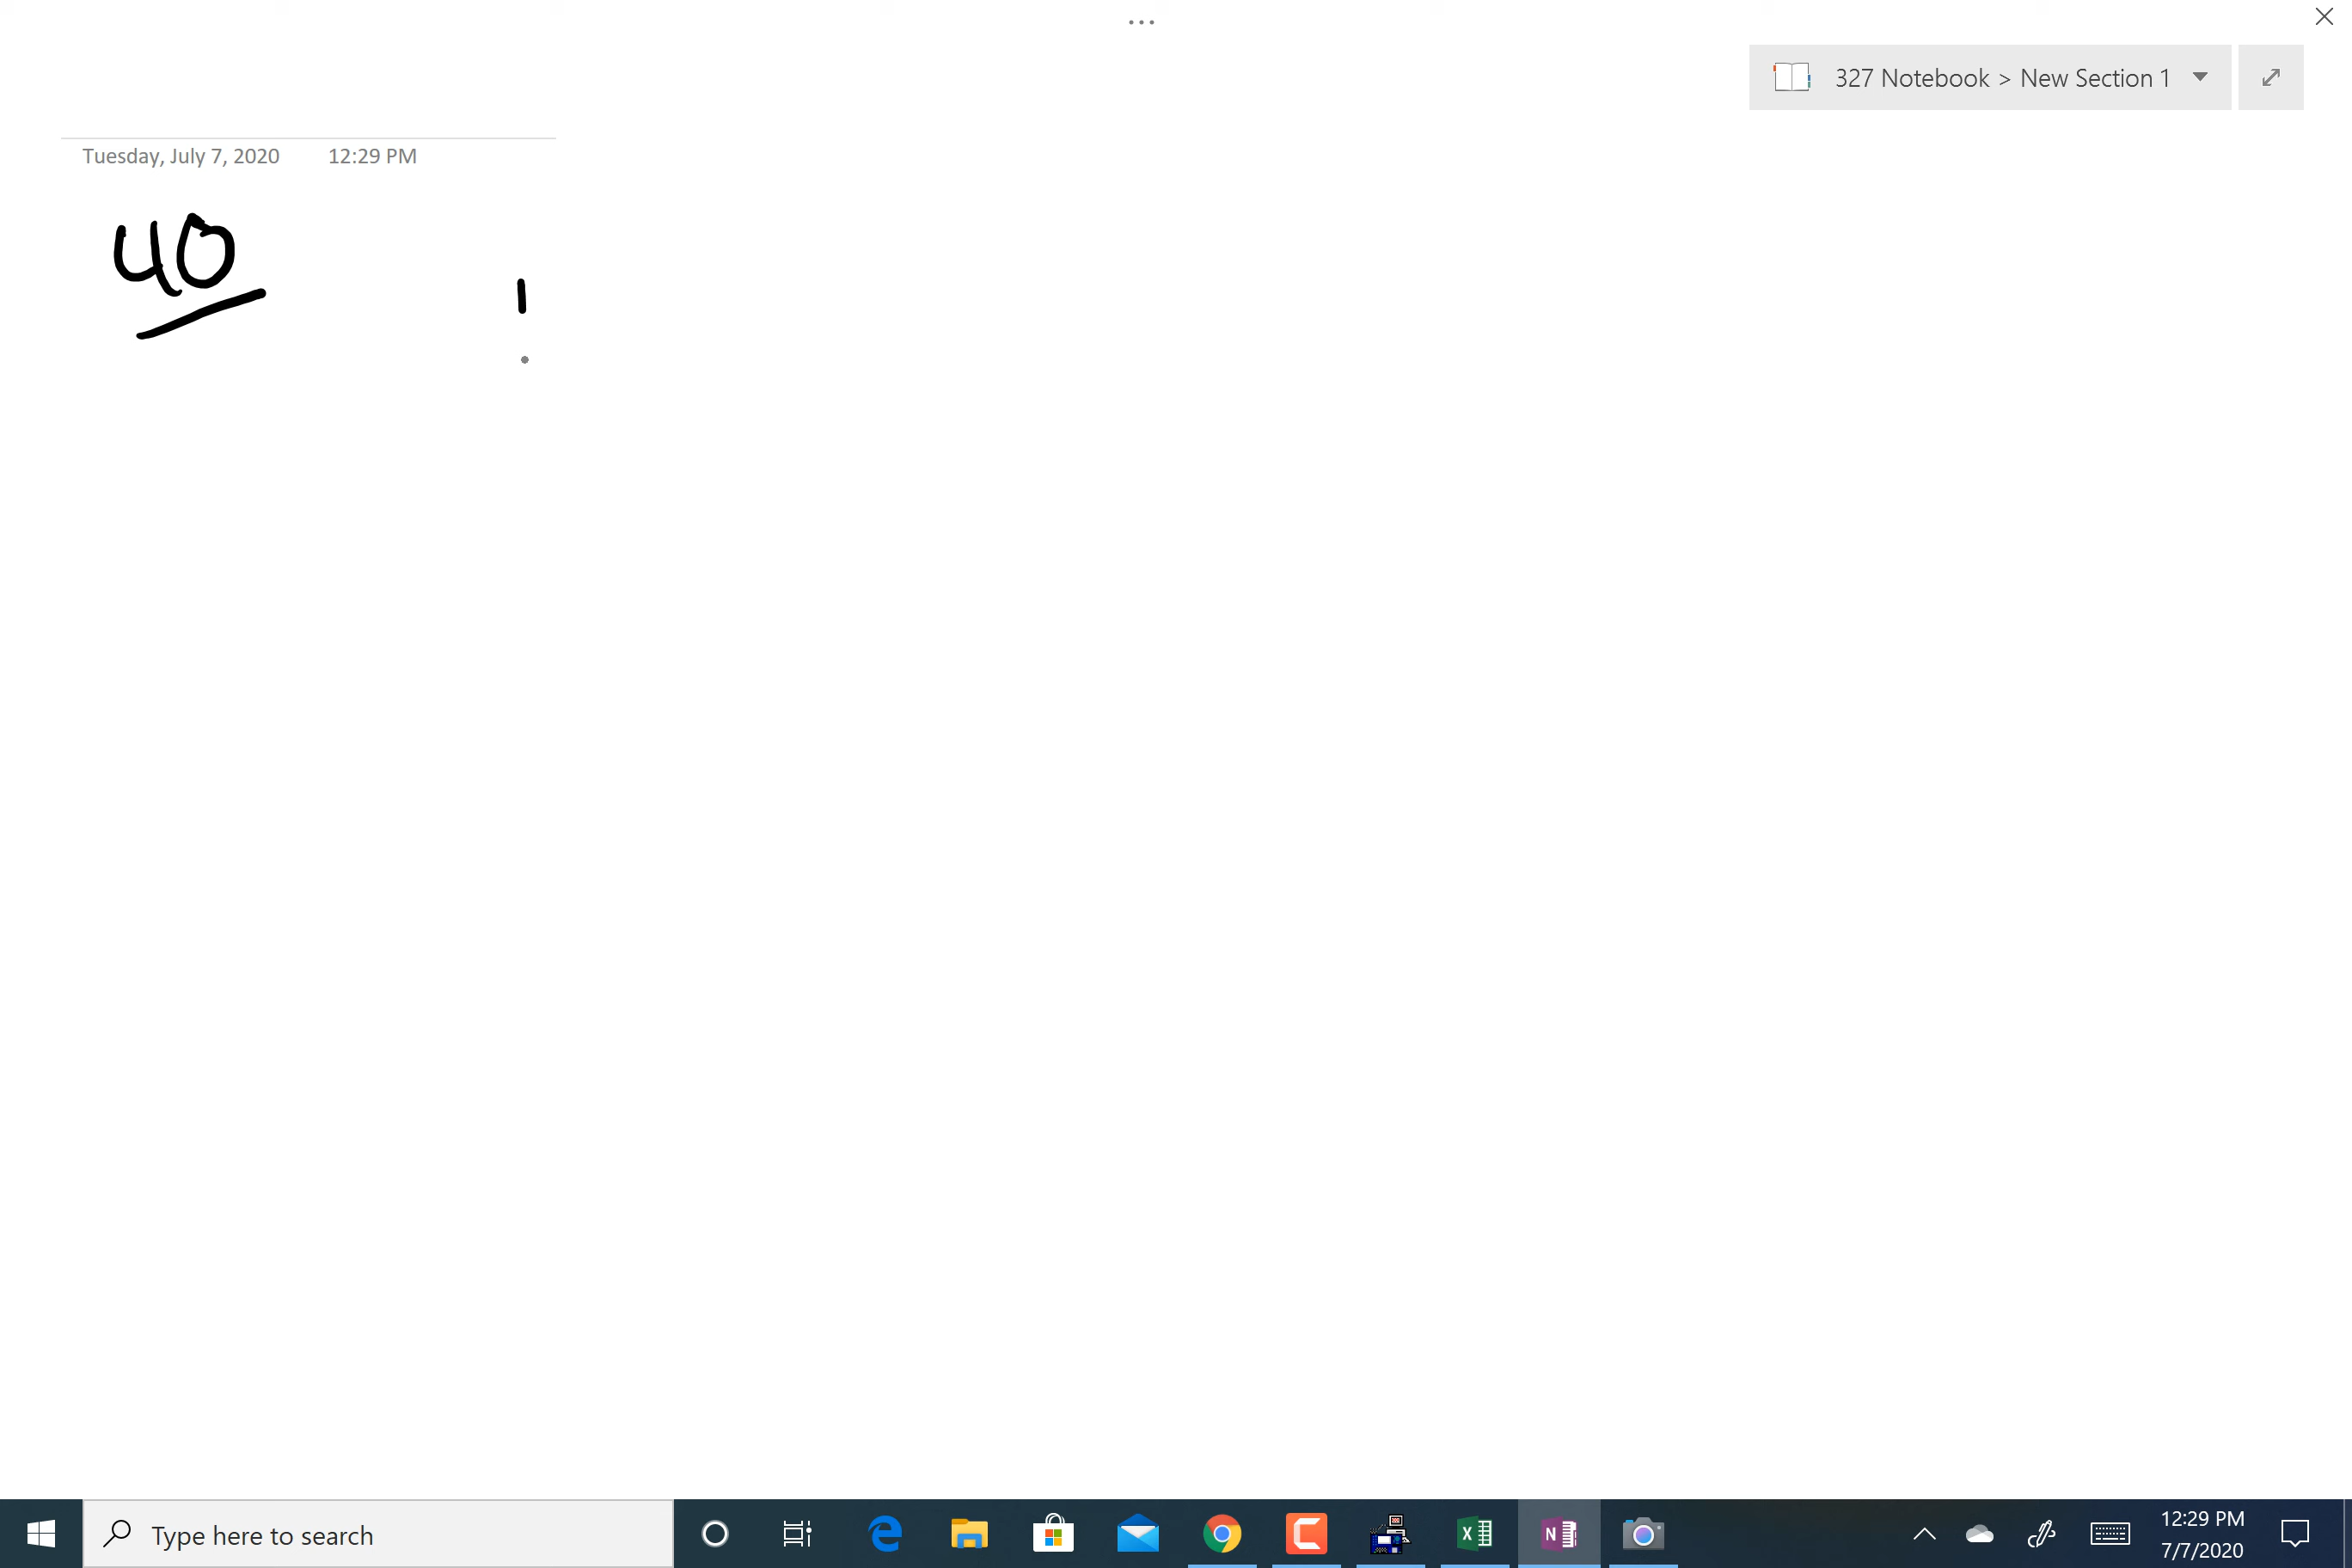 327 Notebook > New Section 1
Tuesday, July 7, 2020 12:29 PM
40
1
Type here to search
12:29 PM
7/7/2020